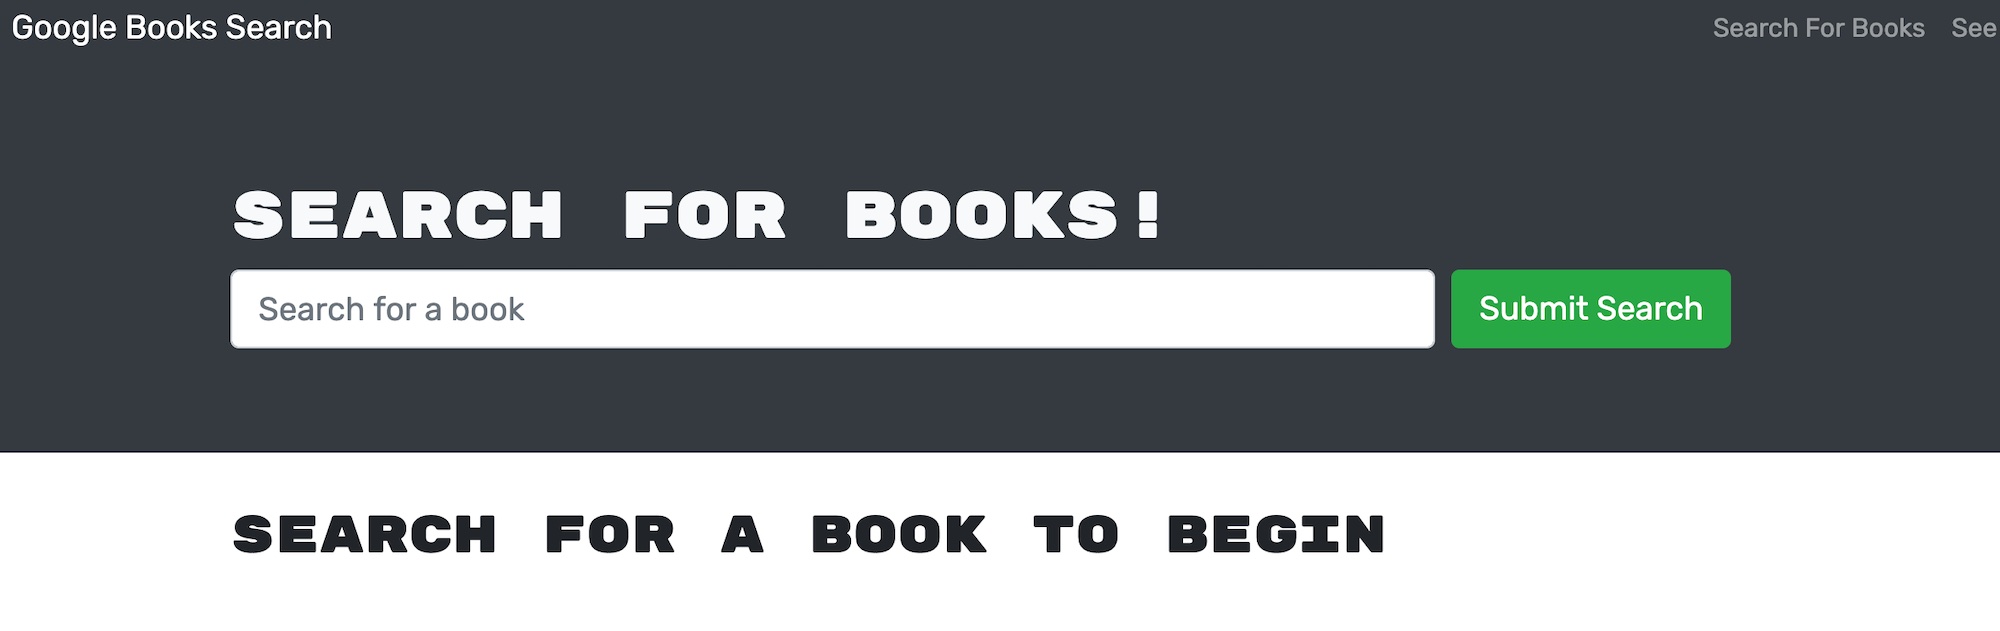 Google Books Search
Search For Books
See
SEARCH FOR BOOKS!
Search for a book
Submit Search
SEARCH FOR A BOOK TO BEGIN